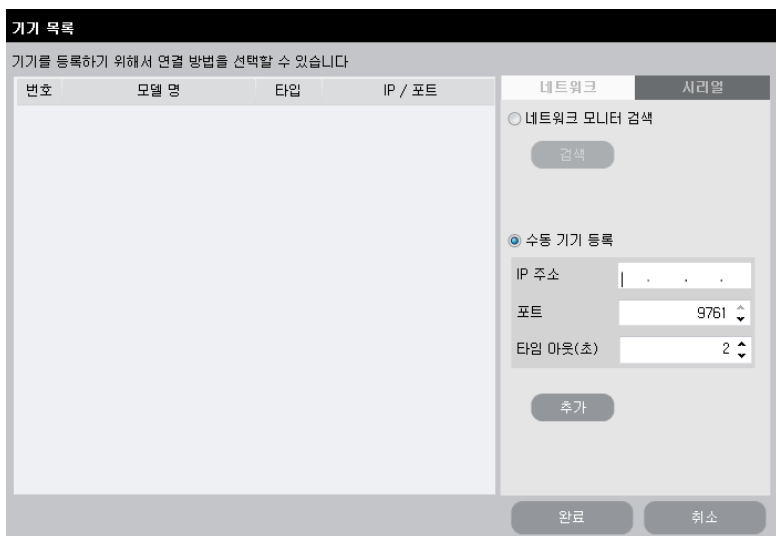 기기 목록
기기를 등록하기 위해서 연결 방법을 선택할 수 있습니다
번호 모델 명 타입 IP / 포트
네트워크 시리얼
네트워크 모니터 검색
검색
수동 기기 등록
IP 주소 . . .
포트 9761
타임 아웃(초) 2
추가
완료 취소